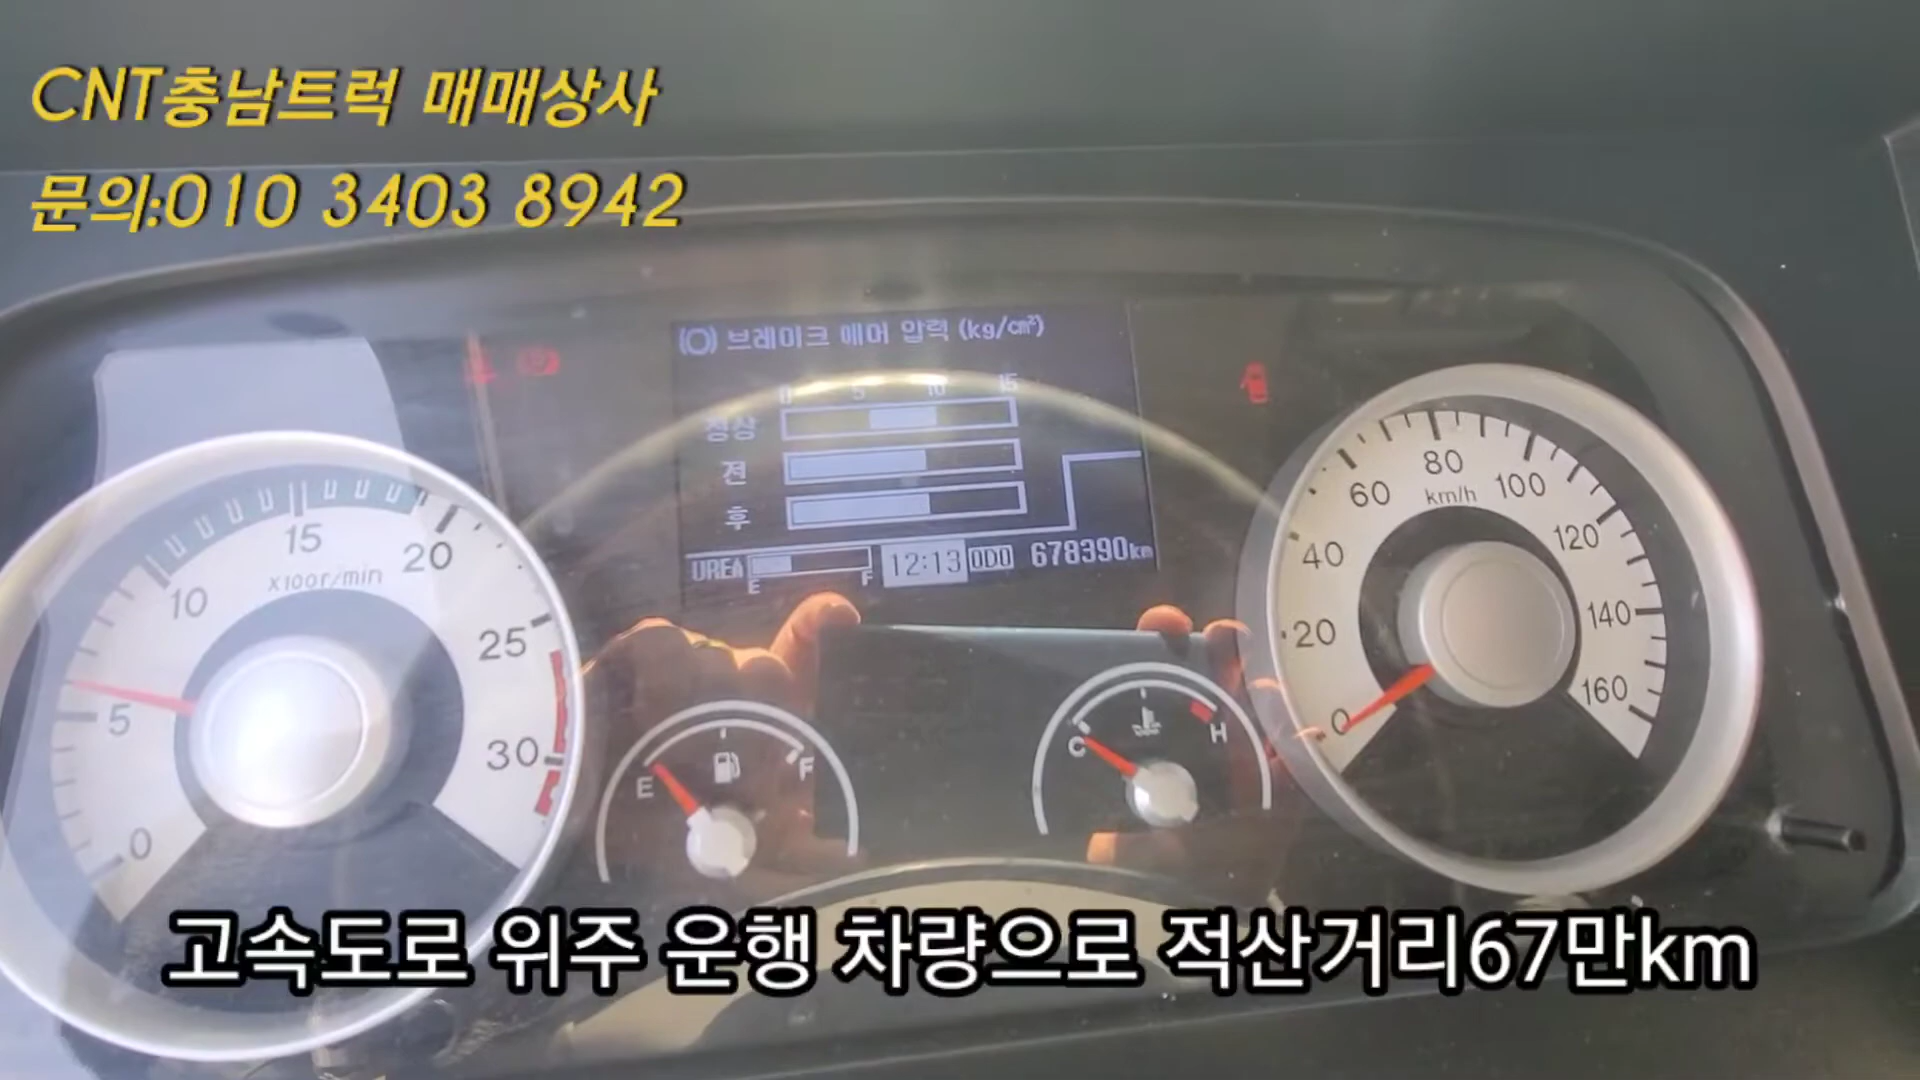 CNT충남트럭 매매상사
문의:010 3403 8942
브레이크 에어 압력 (kg/cm²)
0 5 10 15
정상
전
후
UREA E F 12:13 ODO 678390km
0 5 10 15 20 25 30
x100r/min
E F
C H
0 20 40 60 80 100 120 140 160
km/h
고속도로 위주 운행 차량으로 적산거리67만km